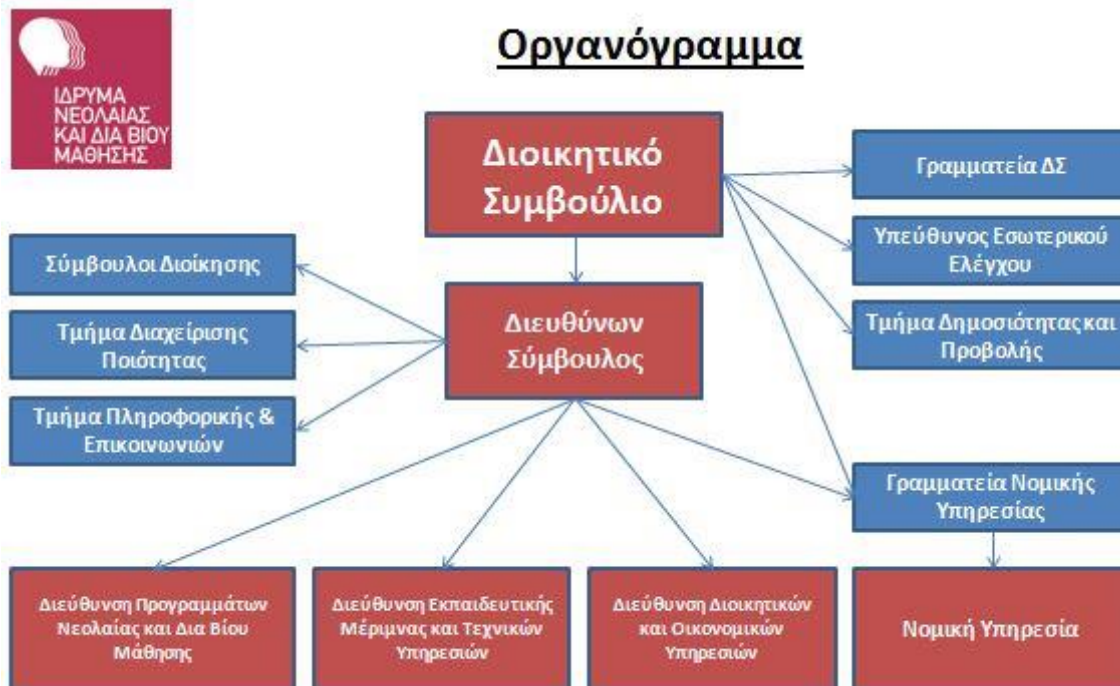 ΙΔΡΥΜΑ
ΝΕΟΛΑΙΑΣ
ΚΑΙ ΔΙΑ ΒΙΟΥ
ΜΑΘΗΣΗΣ
Οργανόγραμμα
Διοικητικό
Συμβούλιο
Γραμματεία ΔΣ
Υπεύθυνος Εσωτερικού
Ελέγχου
Τμήμα Δημοσιότητας και
Προβολής
Σύμβουλοι Διοίκησης
Τμήμα Διαχείρισης
Ποιότητας
Τμήμα Πληροφορικής &
Επικοινωνιών
Διευθύνων
Σύμβουλος
Γραμματεία Νομικής
Υπηρεσίας
Διεύθυνση Προγραμμάτων
Νεολαίας και Δια Βίου
Μάθησης
Διεύθυνση Εκπαιδευτικής
Μέριμνας και Τεχνικών
Υπηρεσιών
Διεύθυνση Διοικητικών
και Οικονομικών
Υπηρεσιών
Νομική Υπηρεσία